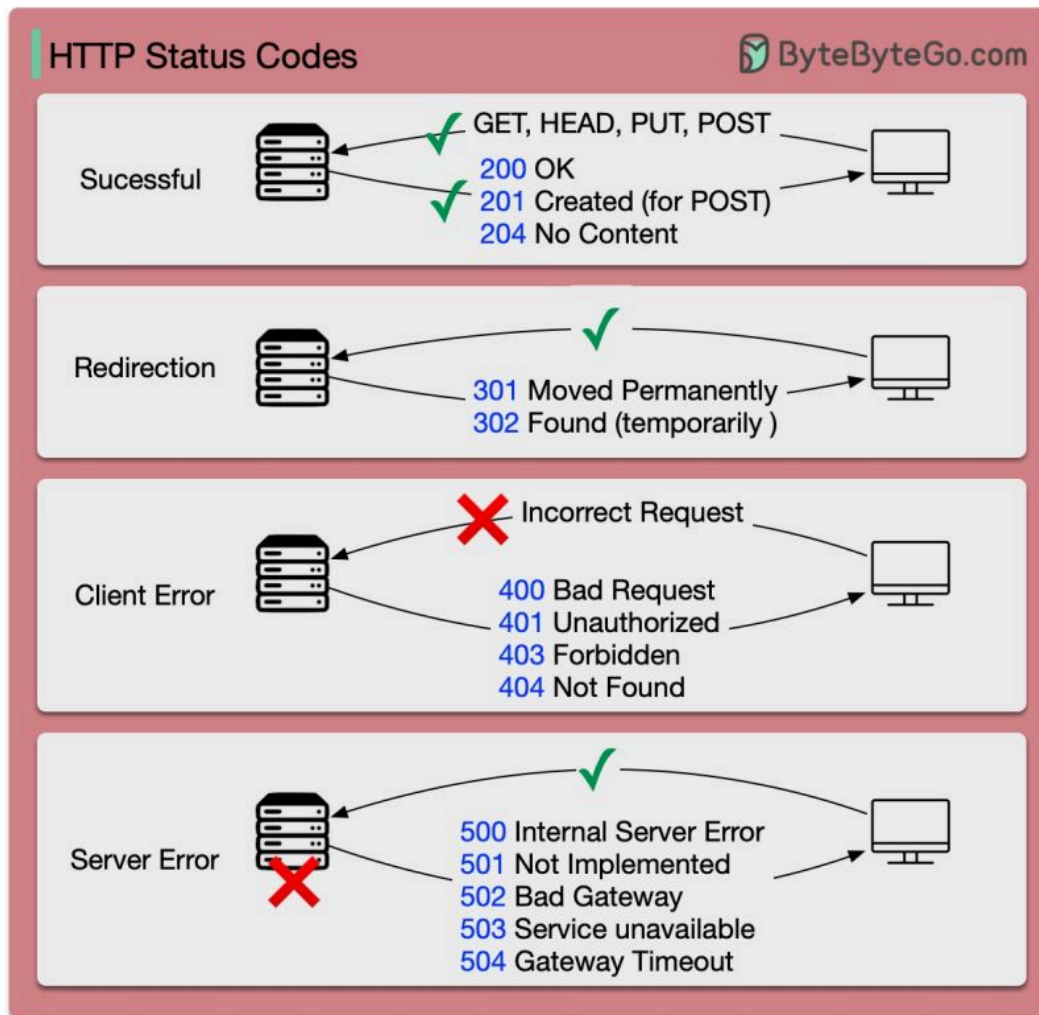 HTTP Status Codes
ByteByteGo.com
Sucessful
GET, HEAD, PUT, POST
200 OK
201 Created (for POST)
204 No Content
Redirection
301 Moved Permanently
302 Found (temporarily )
Client Error
Incorrect Request
400 Bad Request
401 Unauthorized
403 Forbidden
404 Not Found
Server Error
500 Internal Server Error
501 Not Implemented
502 Bad Gateway
503 Service unavailable
504 Gateway Timeout